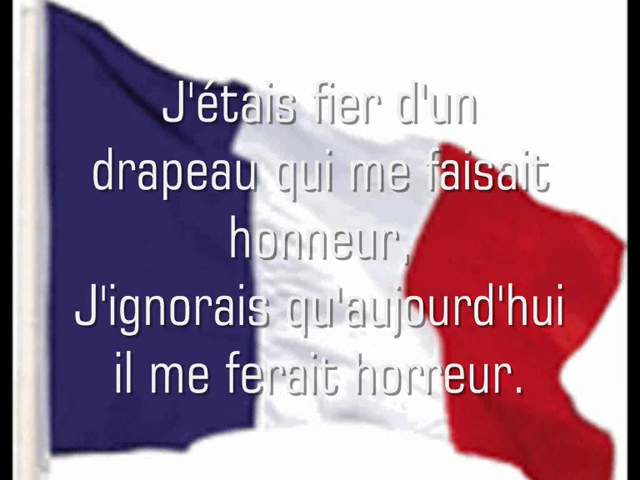 J'étais fier d'un
drapeau qui me faisait
honneur,
J'ignorais qu'aujourd'hui
il me ferait horreur.